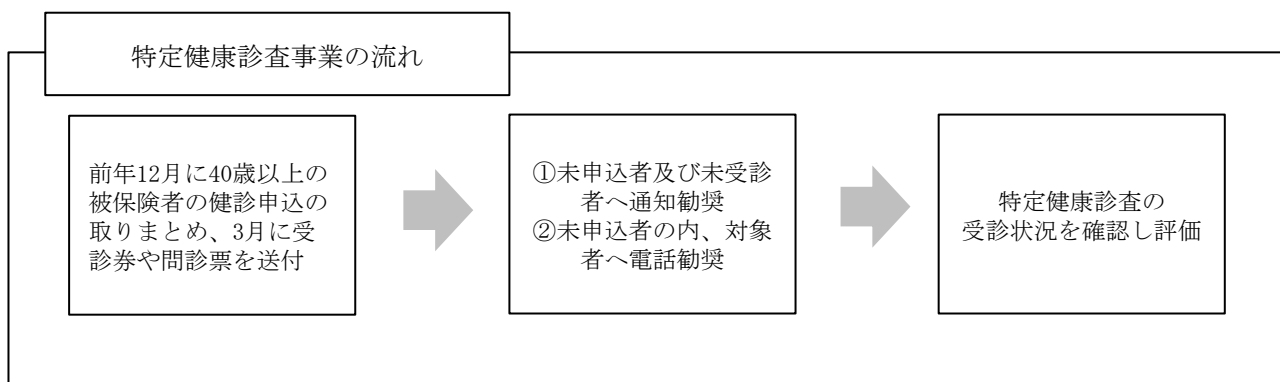 特定健康診査事業の流れ
前年12月に40歳以上の
被保険者の健診申込の
取りまとめ、3月に受
診券や問診票を送付
①未申込者及び未受診
者へ通知勧奨
②未申込者の内、対象
者へ電話勧奨
特定健康診査の
受診状況を確認し評価